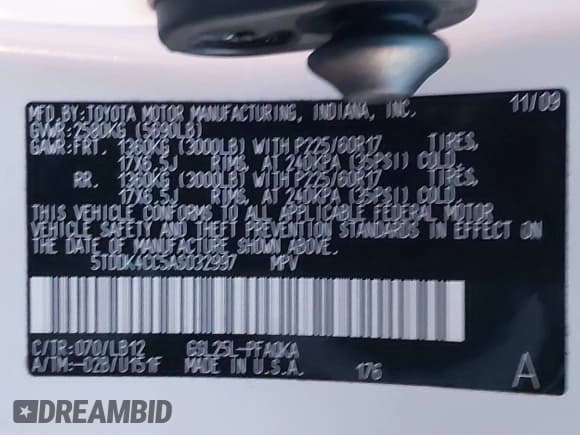 MFD.BY:TOYOTA MOTOR MANUFACTURING, INDIANA, INC. 11/09
GVWR:2580KG (5690LB)
GAWR:FRT. 1360KG (3000LB) WITH P225/60R17 TIRES,
17X6.5J RIMS, AT 240KPA (35PSI) COLD.
RR. 1360KG (3000LB) WITH P225/60R17 TIRES,
17X6.5J RIMS, AT 240KPA (35PSI) COLD.
THIS VEHICLE CONFORMS TO ALL APPLICABLE FEDERAL MOTOR
VEHICLE SAFETY AND THEFT PREVENTION STANDARDS IN EFFECT ON
THE DATE OF MANUFACTURE SHOWN ABOVE.
5TDDK4CC5AS032997 MPV
C/TR:070/LB12 GSL25L-PFAQKA
A/TM:-02B/U151F MADE IN U.S.A. 176 A
DREAMBID